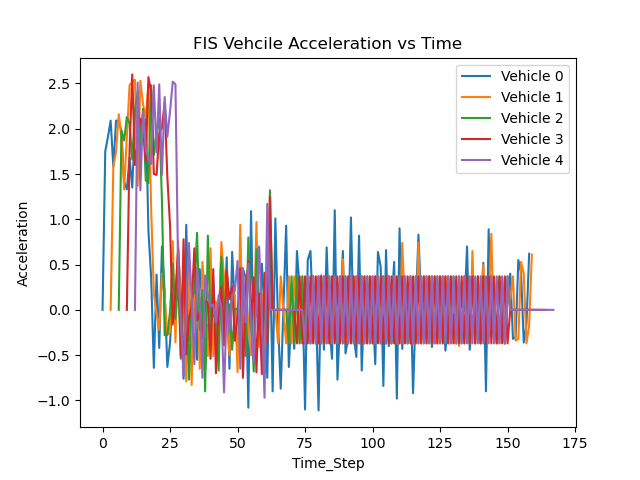 FIS Vehcile Acceleration vs Time
Vehicle 0
Vehicle 1
Vehicle 2
Vehicle 3
Vehicle 4
Acceleration
2.5
2.0
1.5
1.0
0.5
0.0
−0.5
−1.0
0 25 50 75 100 125 150 175
Time_Step